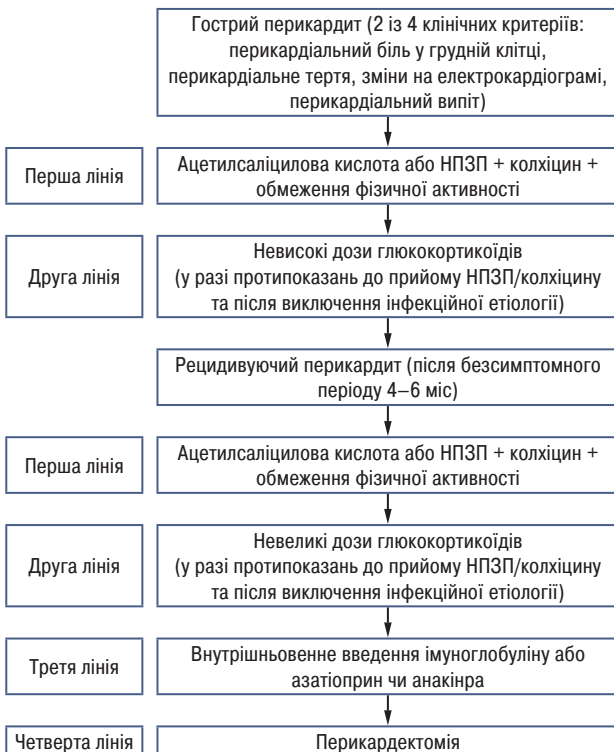 Гострий перикардит (2 із 4 клінічних критеріїв:
перикардіальний біль у грудній клітці,
перикардіальне тертя, зміни на електрокардіограмі,
перикардіальний випіт)
Перша лінія
Ацетилсаліцилова кислота або НПЗП + колхіцин +
обмеження фізичної активності
Друга лінія
Невисокі дози глюкокортикоїдів
(у разі протипоказань до прийому НПЗП/колхіцину
та після виключення інфекційної етіології)
Рецидивуючий перикардит (після безсимптомного
періоду 4–6 міс)
Перша лінія
Ацетилсаліцилова кислота або НПЗП + колхіцин +
обмеження фізичної активності
Друга лінія
Невеликі дози глюкокортикоїдів
(у разі протипоказань до прийому НПЗП/колхіцину
та після виключення інфекційної етіології)
Третя лінія
Внутрішньовенне введення імуноглобуліну або
азатіоприн чи анакінра
Четверта лінія
Перикардектомія